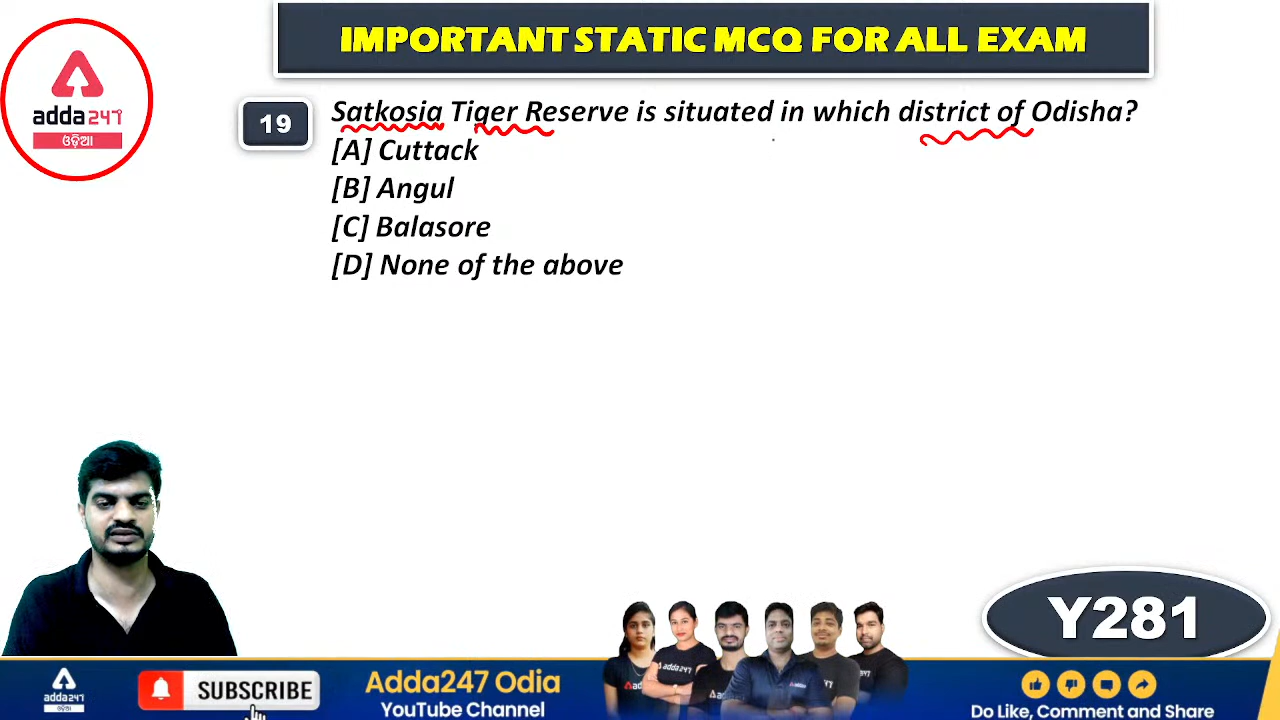 IMPORTANT STATIC MCQ FOR ALL EXAM
adda247
ଓଡ଼ିଆ
19
Satkosia Tiger Reserve is situated in which district of Odisha?
[A] Cuttack
[B] Angul
[C] Balasore
[D] None of the above
Y281
adda247
ଓଡ଼ିଆ
SUBSCRIBE
Adda247 Odia
YouTube Channel
adda247
Do Like, Comment and Share